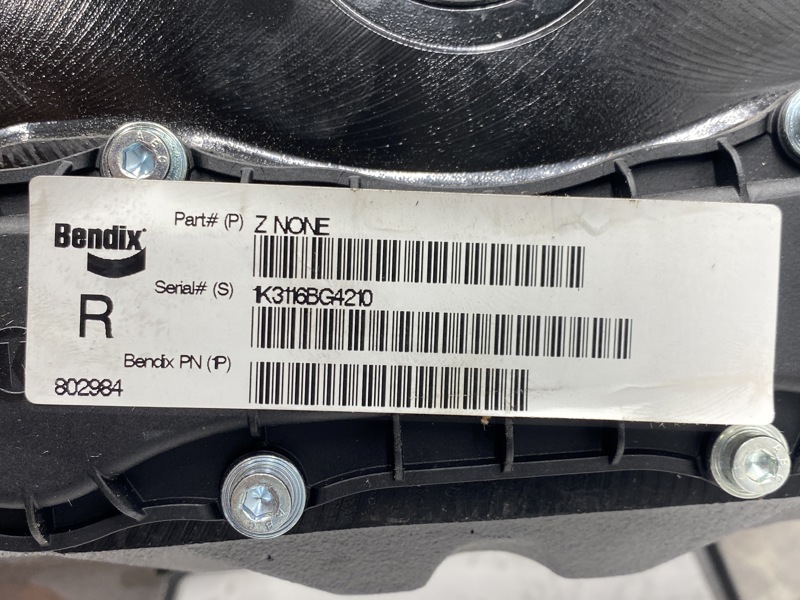 Bendix
Part# (P) Z NONE
Serial# (S) 1K3116BG4210
R
Bendix PN (1P)
802984